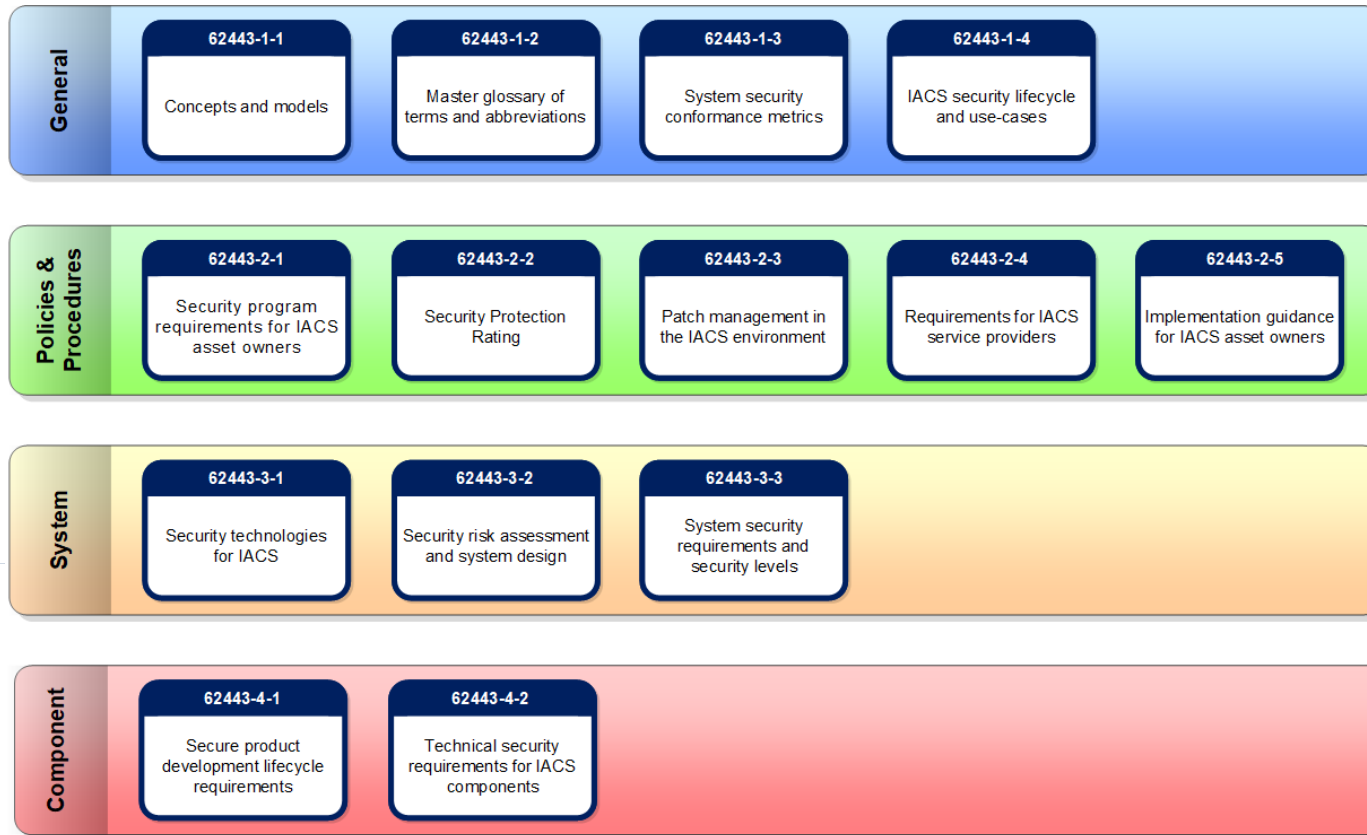 General
62443-1-1
Concepts and models
62443-1-2
Master glossary of
terms and abbreviations
62443-1-3
System security
conformance metrics
62443-1-4
IACS security lifecycle
and use-cases
Policies &
Procedures
62443-2-1
Security program
requirements for IACS
asset owners
62443-2-2
Security Protection
Rating
62443-2-3
Patch management in
the IACS environment
62443-2-4
Requirements for IACS
service providers
62443-2-5
Implementation guidance
for IACS asset owners
System
62443-3-1
Security technologies
for IACS
62443-3-2
Security risk assessment
and system design
62443-3-3
System security
requirements and
security levels
Component
62443-4-1
Secure product
development lifecycle
requirements
62443-4-2
Technical security
requirements for IACS
components